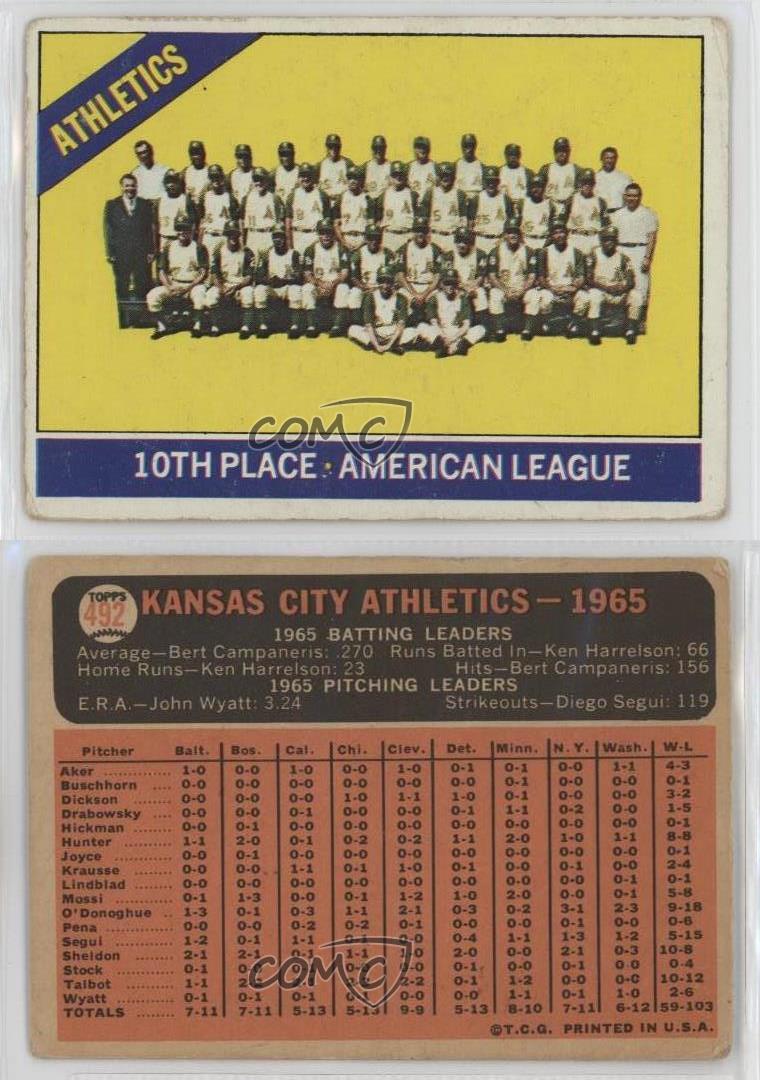 ATHLETICS
COMC
10TH PLACE · AMERICAN LEAGUE
TOPPS
492
KANSAS CITY ATHLETICS — 1965
1965 BATTING LEADERS
Average—Bert Campaneris: .270 Runs Batted In—Ken Harrelson: 66
Home Runs—Ken Harrelson: 23 Hits—Bert Campaneris: 156
1965 PITCHING LEADERS
E.R.A.—John Wyatt: 3.24 Strikeouts—Diego Segui: 119
Pitcher Balt. Bos. Cal. Chi. Clev. Det. Minn. N. Y. Wash. W-L
Aker 1-0 0-0 1-0 0-0 1-0 0-1 0-1 0-0 1-1 4-3
Buschhorn 0-0 0-0 0-0 0-0 0-0 0-1 0-0 0-0 0-0 0-1
Dickson 0-0 0-0 0-0 1-0 1-1 1-0 0-0 0-0 0-1 3-2
Drabowsky 0-0 0-0 0-1 0-0 0-0 0-1 1-1 0-2 0-0 1-5
Hickman 0-0 0-1 0-0 0-0 0-0 0-0 0-0 0-0 0-0 0-1
Hunter 1-1 2-0 0-1 0-2 0-2 1-1 2-0 1-0 1-1 8-8
Joyce 0-0 0-1 0-0 0-0 0-0 0-0 0-0 0-0 0-0 0-1
Krausse 0-0 0-0 1-1 0-1 1-0 0-1 0-0 0-1 0-0 2-4
Lindblad 0-0 0-0 0-0 0-0 0-0 0-0 0-0 0-0 0-1 0-1
Mossi 0-1 1-3 0-0 0-0 1-2 1-0 2-0 0-0 0-2 5-8
O'Donoghue 1-3 0-1 0-3 1-1 2-1 0-3 0-2 3-1 2-3 9-18
Pena 0-0 0-0 0-2 0-2 0-1 0-0 0-0 0-1 0-0 0-6
Segui 1-2 0-1 1-1 0-1 0-0 0-4 1-1 1-3 1-2 5-15
Sheldon 2-1 2-1 0-1 1-1 1-0 2-0 0-0 2-1 0-3 10-8
Stock 0-1 0-0 0-1 0-1 0-0 0-1 0-4
Talbot 1-1 2-2 0-1 1-2 0-0 0-0 10-12
Wyatt 0-1 0-1 0-0 0-0 1-1 0-1 1-0 2-6
TOTALS 7-11 7-11 5-13 5-13 9-9 5-13 8-10 7-11 6-12 59-103
©T.C.G. PRINTED IN U.S.A.
COMC